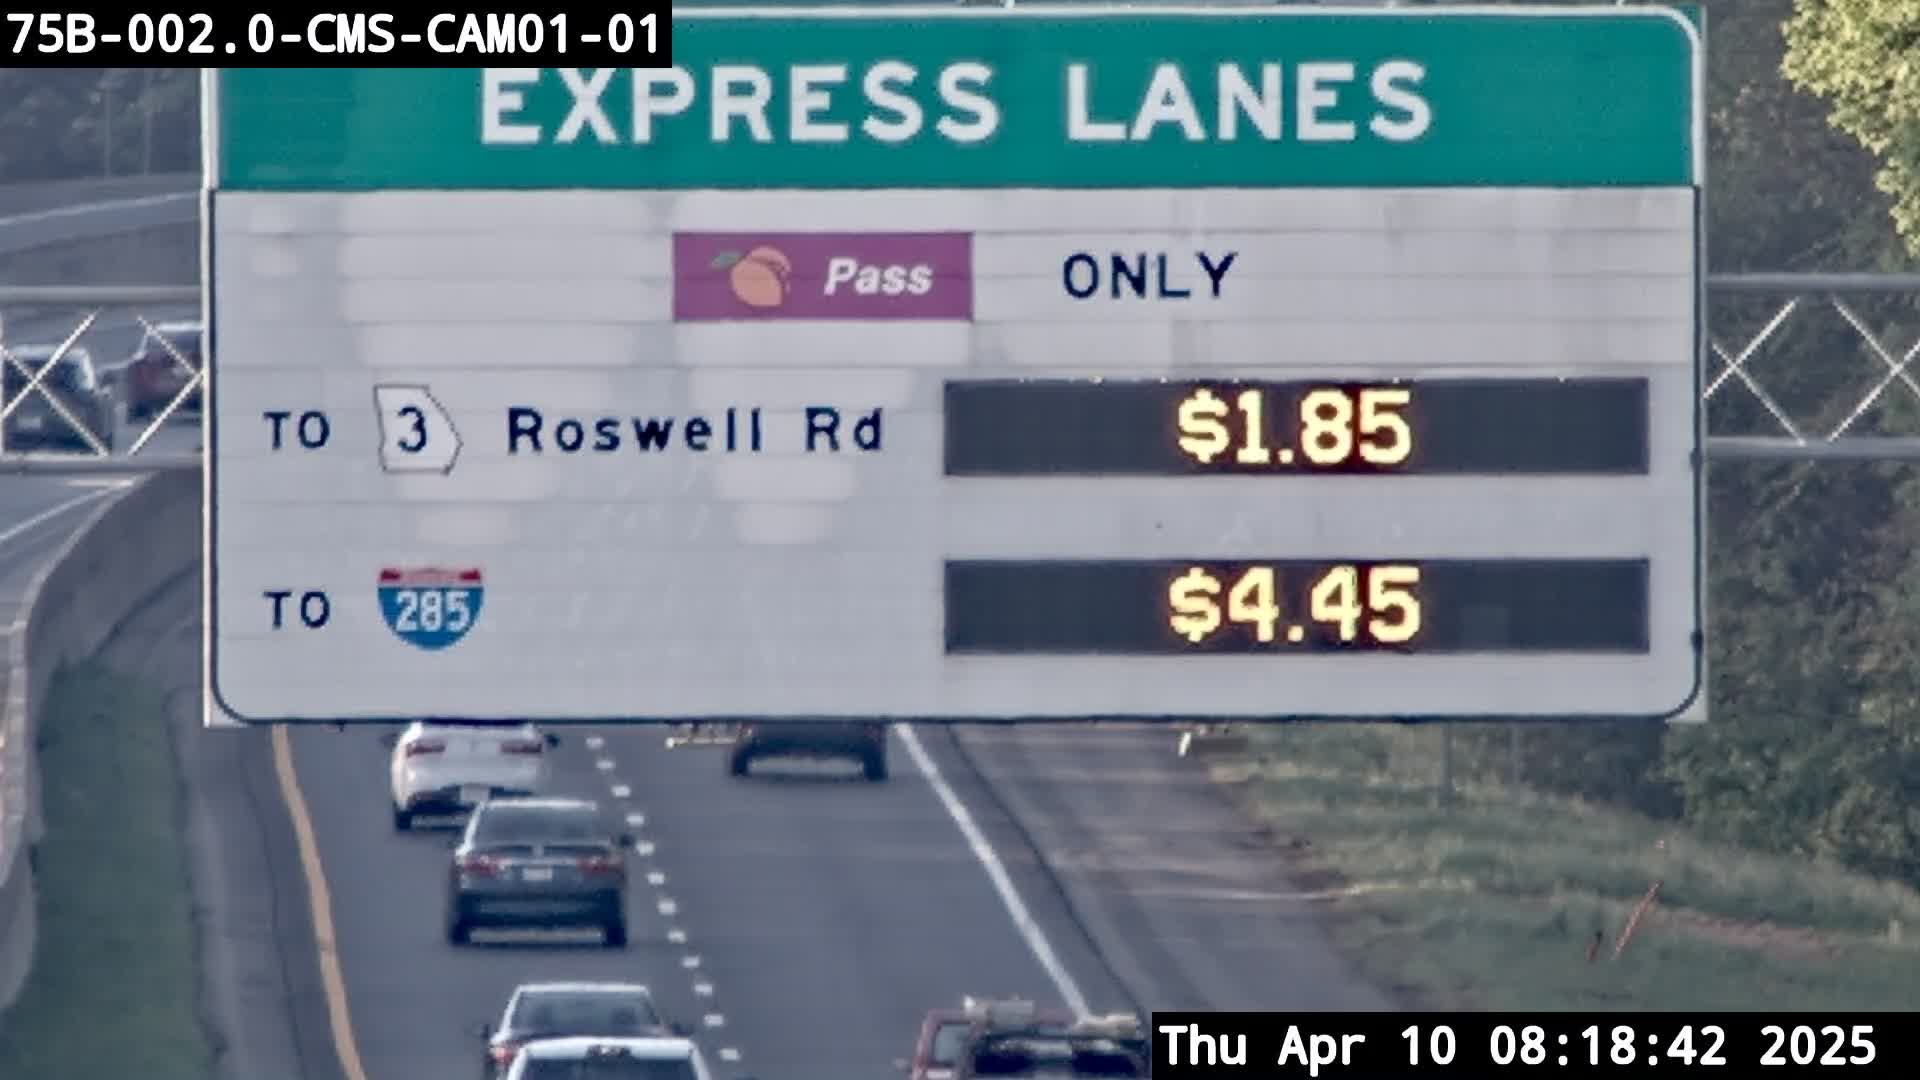 75B-002.0-CMS-CAM01-01
EXPRESS LANES
Pass ONLY
TO 3 Roswell Rd $1.85
TO 285 $4.45
Thu Apr 10 08:18:42 2025